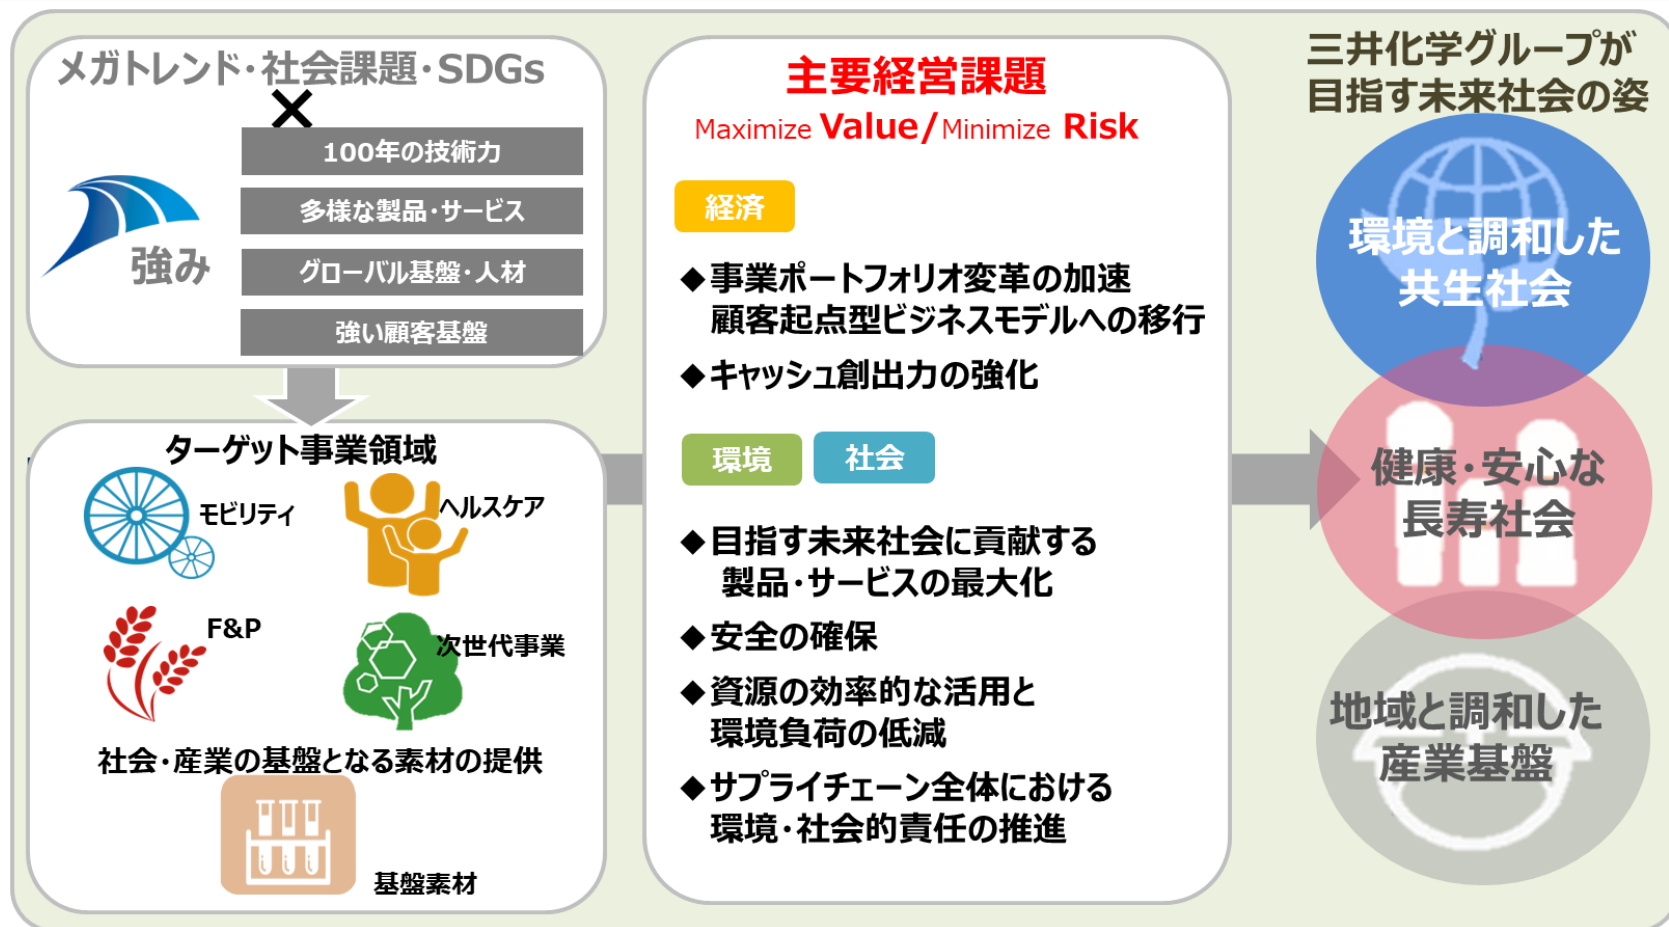 メガトレンド・社会課題・SDGs
×
強み
100年の技術力
多様な製品・サービス
グローバル基盤・人材
強い顧客基盤
ターゲット事業領域
モビリティ
ヘルスケア
F&P
次世代事業
社会・産業の基盤となる素材の提供
基盤素材
主要経営課題
Maximize Value/Minimize Risk
経済
◆事業ポートフォリオ変革の加速
顧客起点型ビジネスモデルへの移行
◆キャッシュ創出力の強化
環境
社会
◆目指す未来社会に貢献する
製品・サービスの最大化
◆安全の確保
◆資源の効率的な活用と
環境負荷の低減
◆サプライチェーン全体における
環境・社会的責任の推進
三井化学グループが
目指す未来社会の姿
環境と調和した
共生社会
健康・安心な
長寿社会
地域と調和した
産業基盤